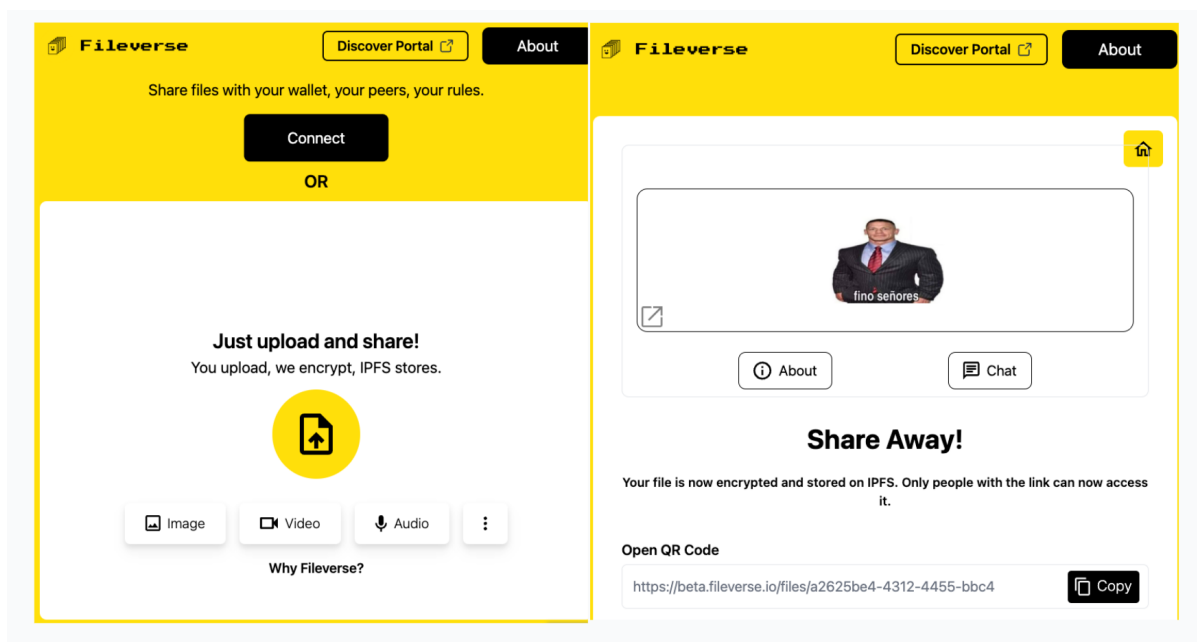 Fileverse
Discover Portal
About
Share files with your wallet, your peers, your rules.
Connect
OR
Just upload and share!
You upload, we encrypt, IPFS stores.
Image
Video
Audio
Why Fileverse?
Fileverse
Discover Portal
About
fino señores
About
Chat
Share Away!
Your file is now encrypted and stored on IPFS. Only people with the link can now access
it.
Open QR Code
https://beta.fileverse.io/files/a2625be4-4312-4455-bbc4
Copy